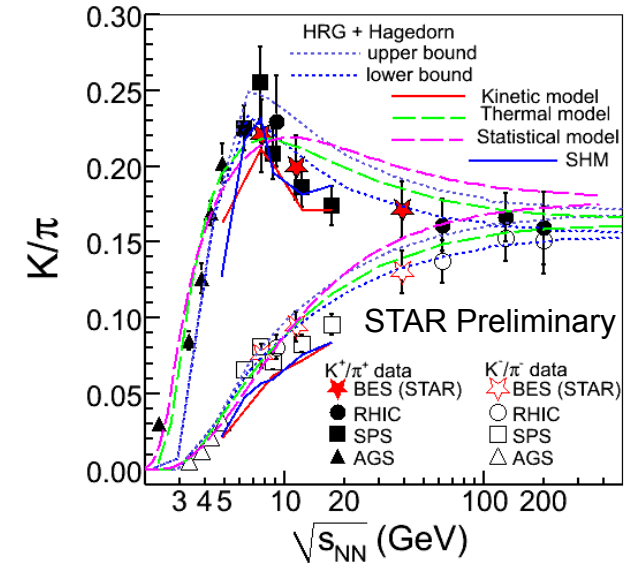 0.30
0.25
0.20
0.15
0.10
0.05
0.00
K/π
HRG + Hagedorn
upper bound
lower bound
Kinetic model
Thermal model
Statistical model
SHM
STAR Preliminary
K⁺/π⁺ data
BES (STAR)
RHIC
SPS
AGS
K⁻/π⁻ data
BES (STAR)
RHIC
SPS
AGS
3 4 5 10 20 100 200
√s_NN (GeV)